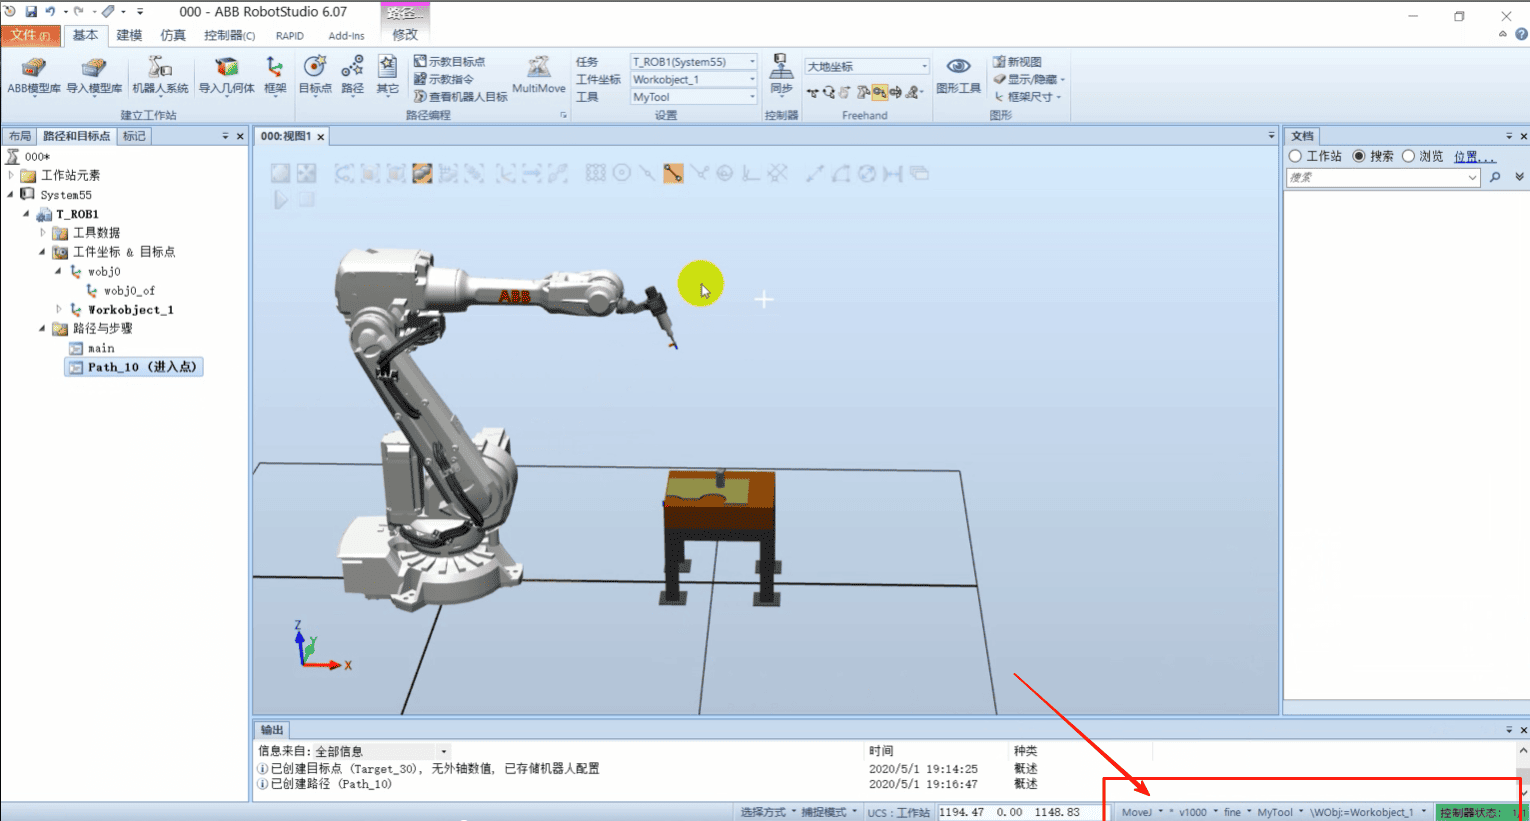 000 - ABB RobotStudio 6.07
路径...
文件(F) 基本 建模 仿真 控制器(C) RAPID Add-Ins 修改
ABB模型库 导入模型库 机器人系统 导入几何体 框架
建立工作站
目标点 路径 其它
示教目标点
示教指令
查看机器人目标
MultiMove
路径编程
任务 T_ROB1(System55)
工件坐标 Workobject_1
工具 MyTool
设置
同步
控制器
大地坐标
Freehand
图形工具
新视图
显示/隐藏
框架尺寸
图形
布局 路径和目标点 标记
000*
工作站元素
System55
T_ROB1
工具数据
工件坐标 & 目标点
wobj0
wobj0_of
Workobject_1
路径与步骤
main
Path_10 (进入点)
000:视图1
ABB
Z
Y
X
文档
工作站 搜索 浏览 位置...
搜索
输出
信息来自: 全部信息 时间 种类
已创建目标点 (Target_30), 无外轴数值, 已存储机器人配置 2020/5/1 19:14:25 概述
已创建路径 (Path_10) 2020/5/1 19:16:47 概述
选择方式 捕捉模式 UCS : 工作站 1194.47 0.00 1148.83 MoveJ * v1000 fine MyTool \WObj:=Workobject_1 控制器状态: 1/1